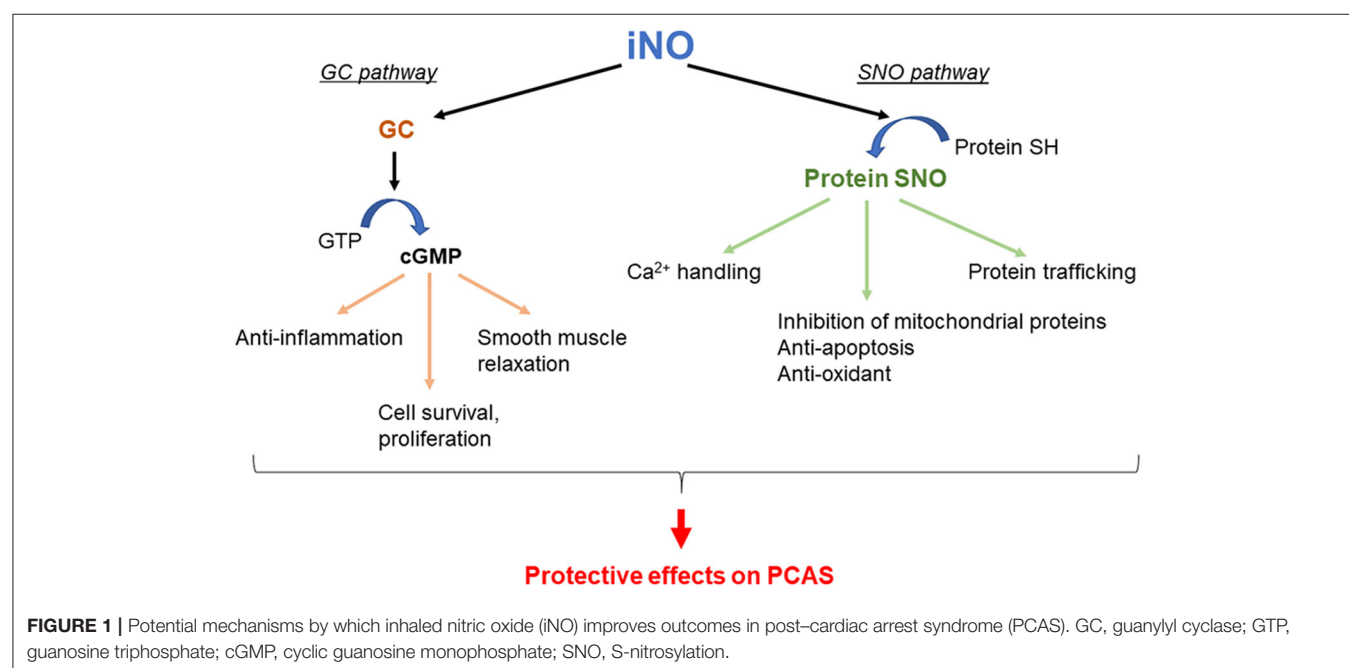 iNO
GC pathway
SNO pathway
GC
Protein SH
Protein SNO
GTP
cGMP
Ca²⁺ handling
Protein trafficking
Anti-inflammation
Smooth muscle
relaxation
Inhibition of mitochondrial proteins
Anti-apoptosis
Anti-oxidant
Cell survival,
proliferation
Protective effects on PCAS
FIGURE 1 | Potential mechanisms by which inhaled nitric oxide (iNO) improves outcomes in post–cardiac arrest syndrome (PCAS). GC, guanylyl cyclase; GTP,
guanosine triphosphate; cGMP, cyclic guanosine monophosphate; SNO, S-nitrosylation.